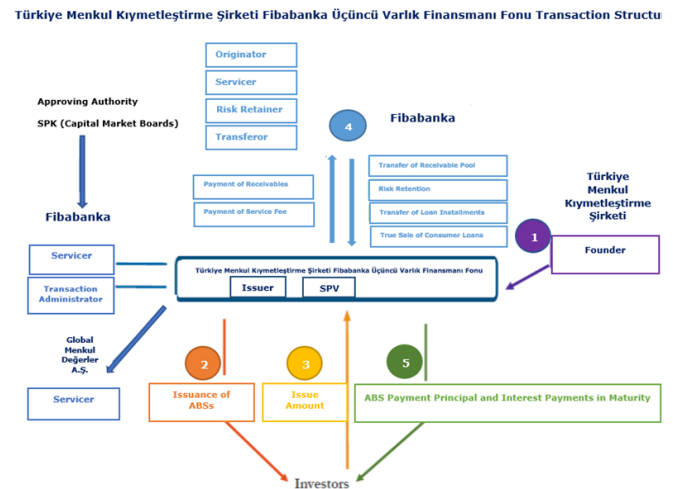 Türkiye Menkul Kıymetleştirme Şirketi Fibabanka Üçüncü Varlık Finansmanı Fonu Transaction Structu
Originator
Servicer
Risk Retainer
Transferor
Approving Authority
SPK (Capital Market Boards)
4
Fibabanka
Payment of Receivables
Payment of Service Fee
Transfer of Receivable Pool
Risk Retention
Transfer of Loan Installments
True Sale of Consumer Loans
Türkiye
Menkul
Kıymetleştirme
Şirketi
1
Founder
Fibabanka
Servicer
Transaction
Administrator
Türkiye Menkul Kıymetleştirme Şirketi Fibabanka Üçüncü Varlık Finansmanı Fonu
Issuer
SPV
Global
Menkul
Değerler
A.Ş.
Servicer
2
Issuance of
ABSs
3
Issue
Amount
5
ABS Payment Principal and Interest Payments in Maturity
Investors